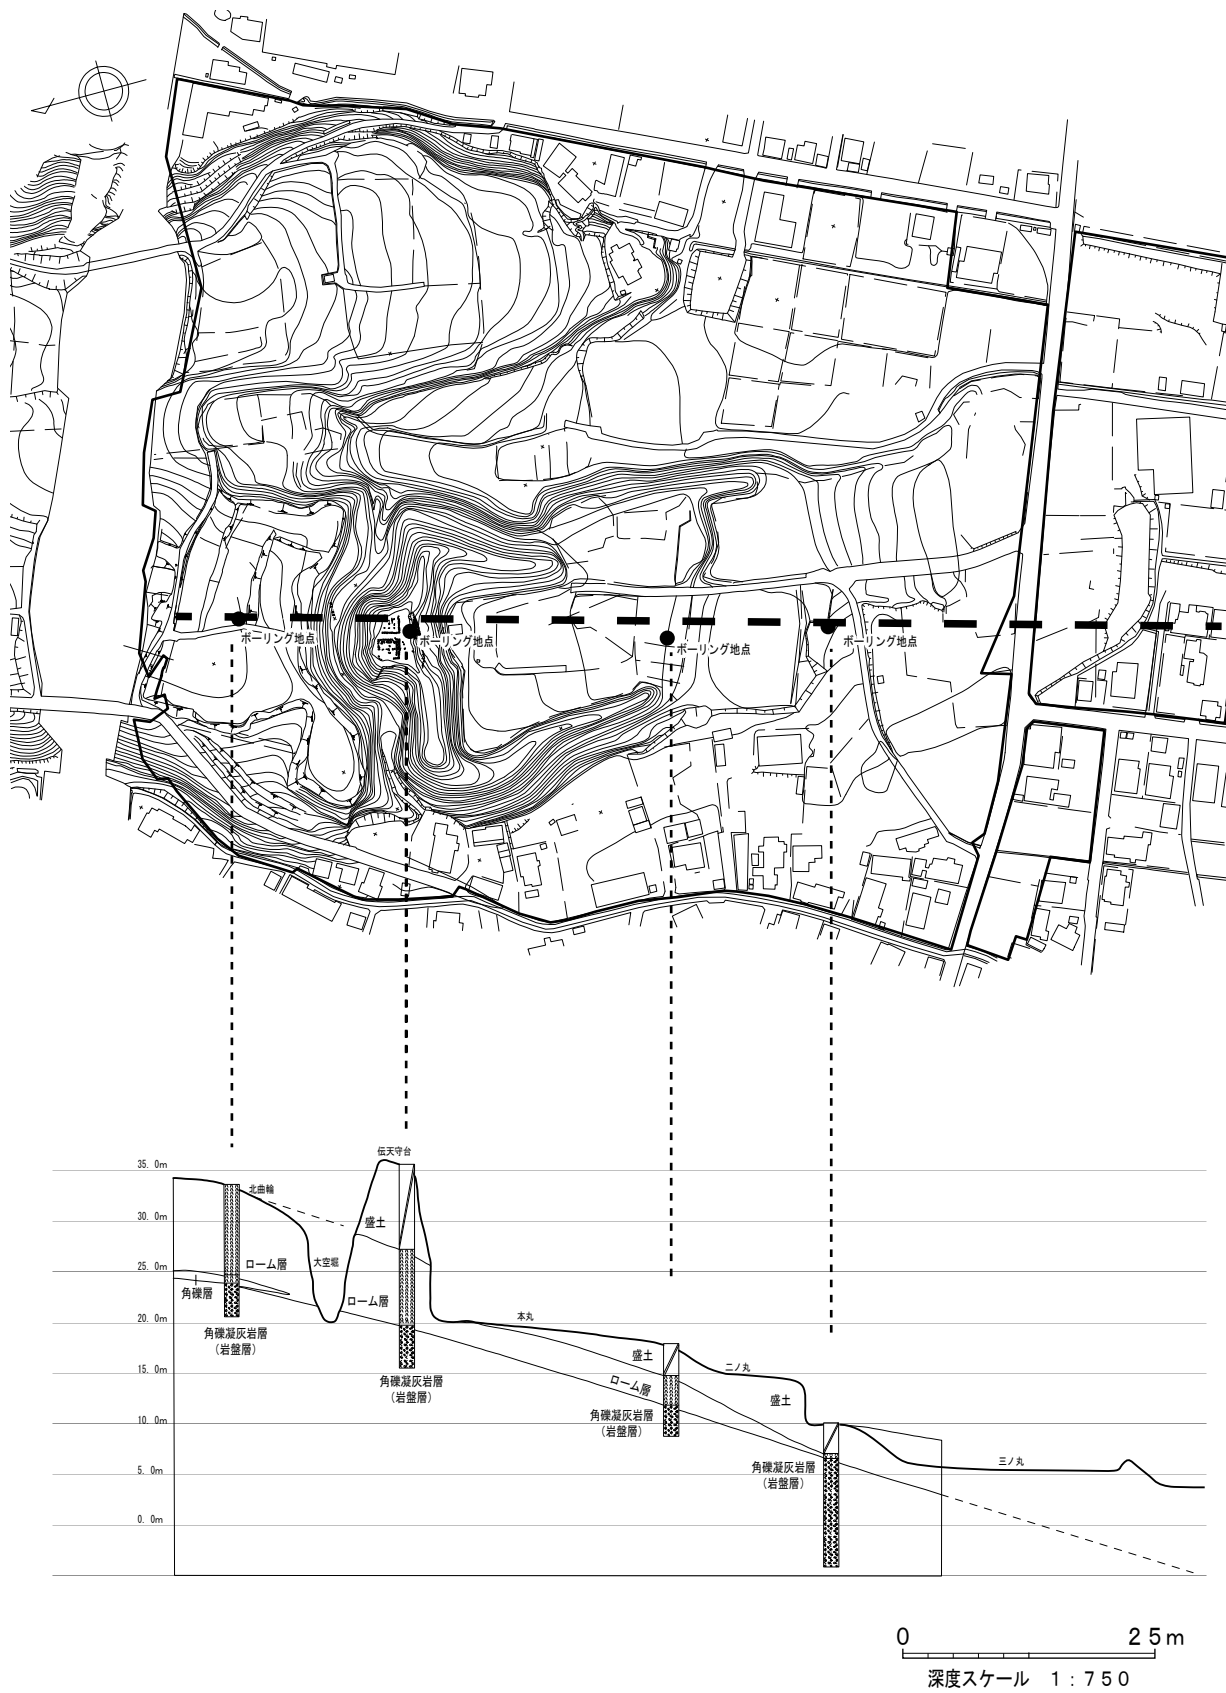 ボーリング地点
ボーリング地点
ボーリング地点
ボーリング地点
伝天守台
35. 0m
北曲輪
30. 0m
盛土
大空堀
ローム層
25. 0m
角礫層
ローム層
20. 0m
本丸
角礫凝灰岩層
（岩盤層）
盛土
二ノ丸
15. 0m
角礫凝灰岩層
（岩盤層）
ローム層
盛土
10. 0m
角礫凝灰岩層
（岩盤層）
三ノ丸
5. 0m
角礫凝灰岩層
（岩盤層）
0. 0m
0 25m
深度スケール 1:750